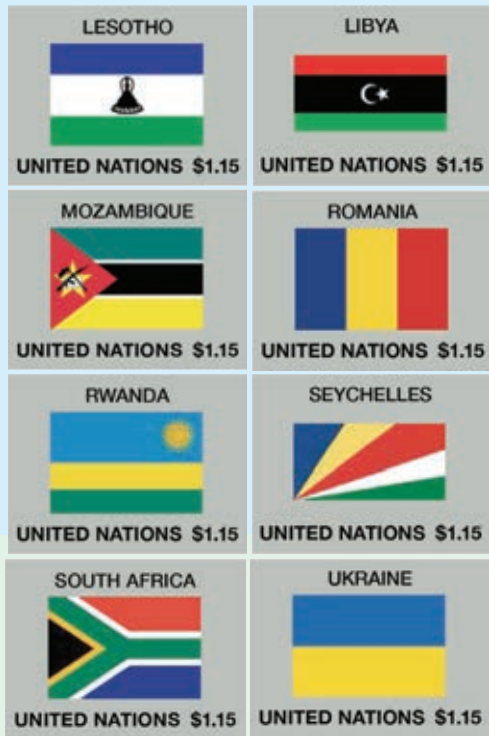 LESOTHO
UNITED NATIONS $1.15
LIBYA
UNITED NATIONS $1.15
MOZAMBIQUE
UNITED NATIONS $1.15
ROMANIA
UNITED NATIONS $1.15
RWANDA
UNITED NATIONS $1.15
SEYCHELLES
UNITED NATIONS $1.15
SOUTH AFRICA
UNITED NATIONS $1.15
UKRAINE
UNITED NATIONS $1.15